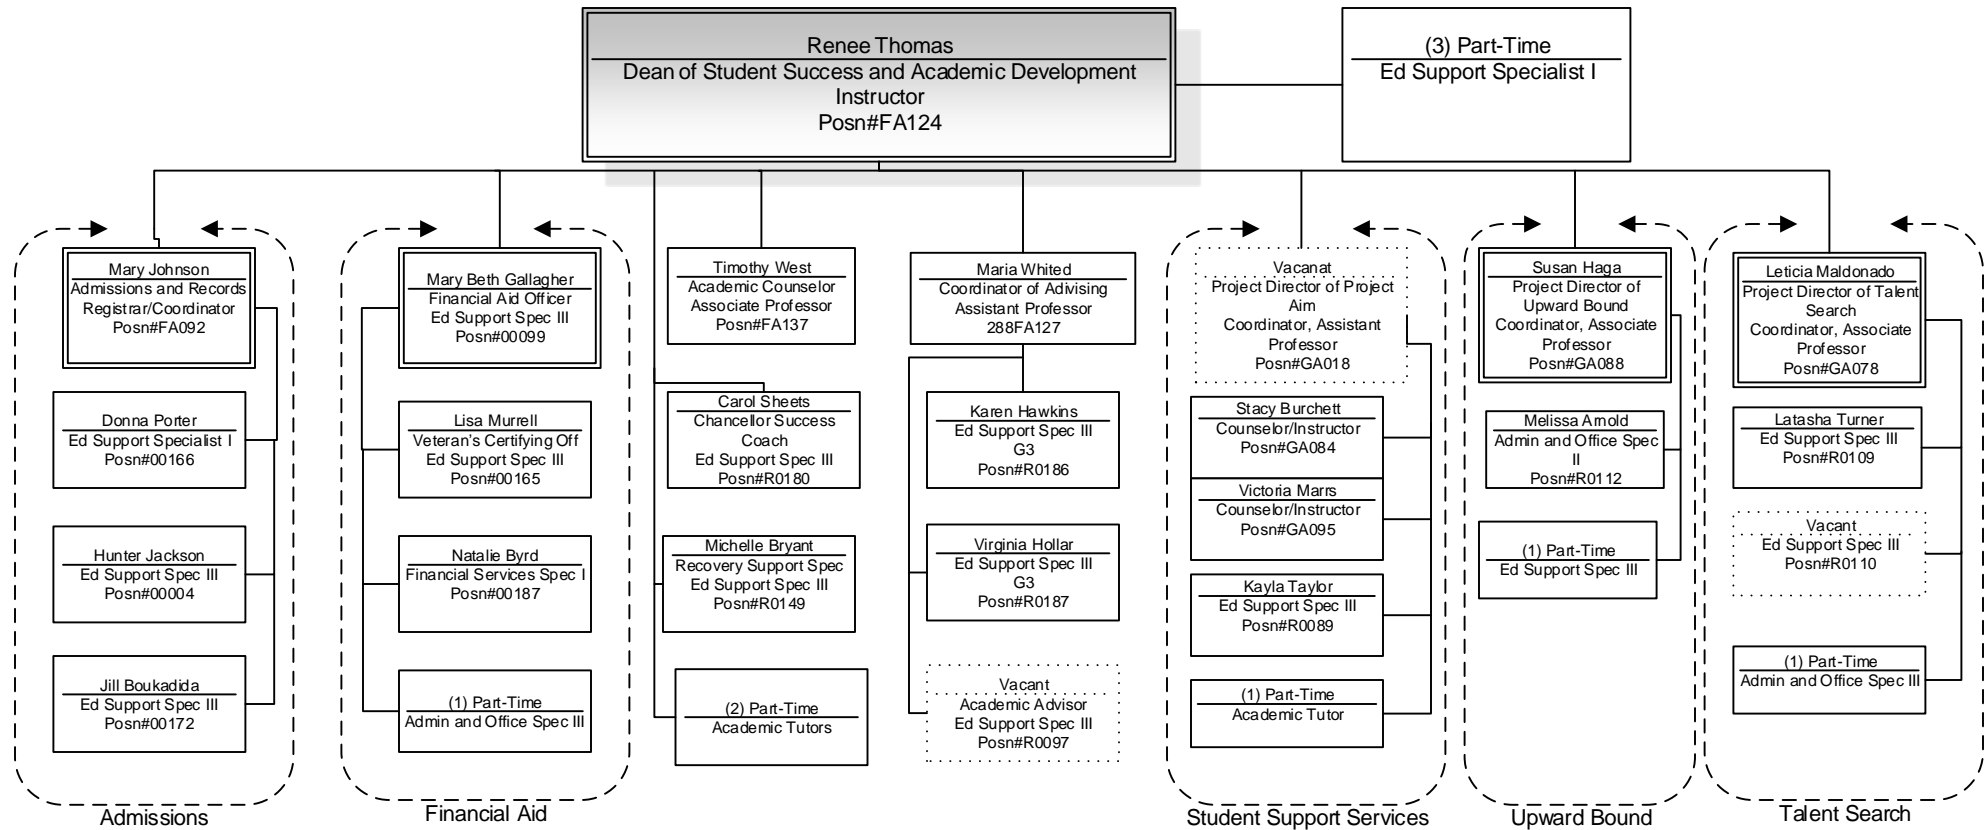 Renee Thomas
Dean of Student Success and Academic Development
Instructor
Posn#FA124
(3) Part-Time
Ed Support Specialist I
Mary Johnson
Admissions and Records
Registrar/Coordinator
Posn#FA092
Donna Porter
Ed Support Specialist I
Posn#00166
Hunter Jackson
Ed Support Spec III
Posn#00004
Jill Boukadida
Ed Support Spec III
Posn#00172
Admissions
Mary Beth Gallagher
Financial Aid Officer
Ed Support Spec III
Posn#00099
Lisa Murrell
Veteran's Certifying Off
Ed Support Spec III
Posn#00165
Natalie Byrd
Financial Services Spec I
Posn#00187
(1) Part-Time
Admin and Office Spec III
Financial Aid
Timothy West
Academic Counselor
Associate Professor
Posn#FA137
Carol Sheets
Chancellor Success
Coach
Ed Support Spec III
Posn#R0180
Michelle Bryant
Recovery Support Spec
Ed Support Spec III
Posn#R0149
(2) Part-Time
Academic Tutors
Maria Whited
Coordinator of Adivising
Assistant Professor
288FA127
Karen Hawkins
Ed Support Spec III
G3
Posn#R0186
Virginia Hollar
Ed Support Spec III
G3
Posn#R0187
Vacant
Academic Advisor
Ed Support Spec III
Posn#R0097
Vacanat
Project Director of Project
Aim
Coordinator, Assistant
Professor
Posn#GA018
Stacy Burchett
Counselor/Instructor
Posn#GA084
Victoria Marrs
Counselor/Instructor
Posn#GA095
Kayla Taylor
Ed Support Spec III
Posn#R0089
(1) Part-Time
Academic Tutor
Student Support Services
Susan Haga
Project Director of
Upward Bound
Coordinator, Associate
Professor
Posn#GA088
Melissa Arnold
Admin and Office Spec
II
Posn#R0112
(1) Part-Time
Ed Support Spec III
Upward Bound
Leticia Maldonado
Project Director of Talent
Search
Coordinator, Associate
Professor
Posn#GA078
Latasha Turner
Ed Support Spec III
Posn#R0109
Vacant
Ed Support Spec III
Posn#R0110
(1) Part-Time
Admin and Office Spec III
Talent Search